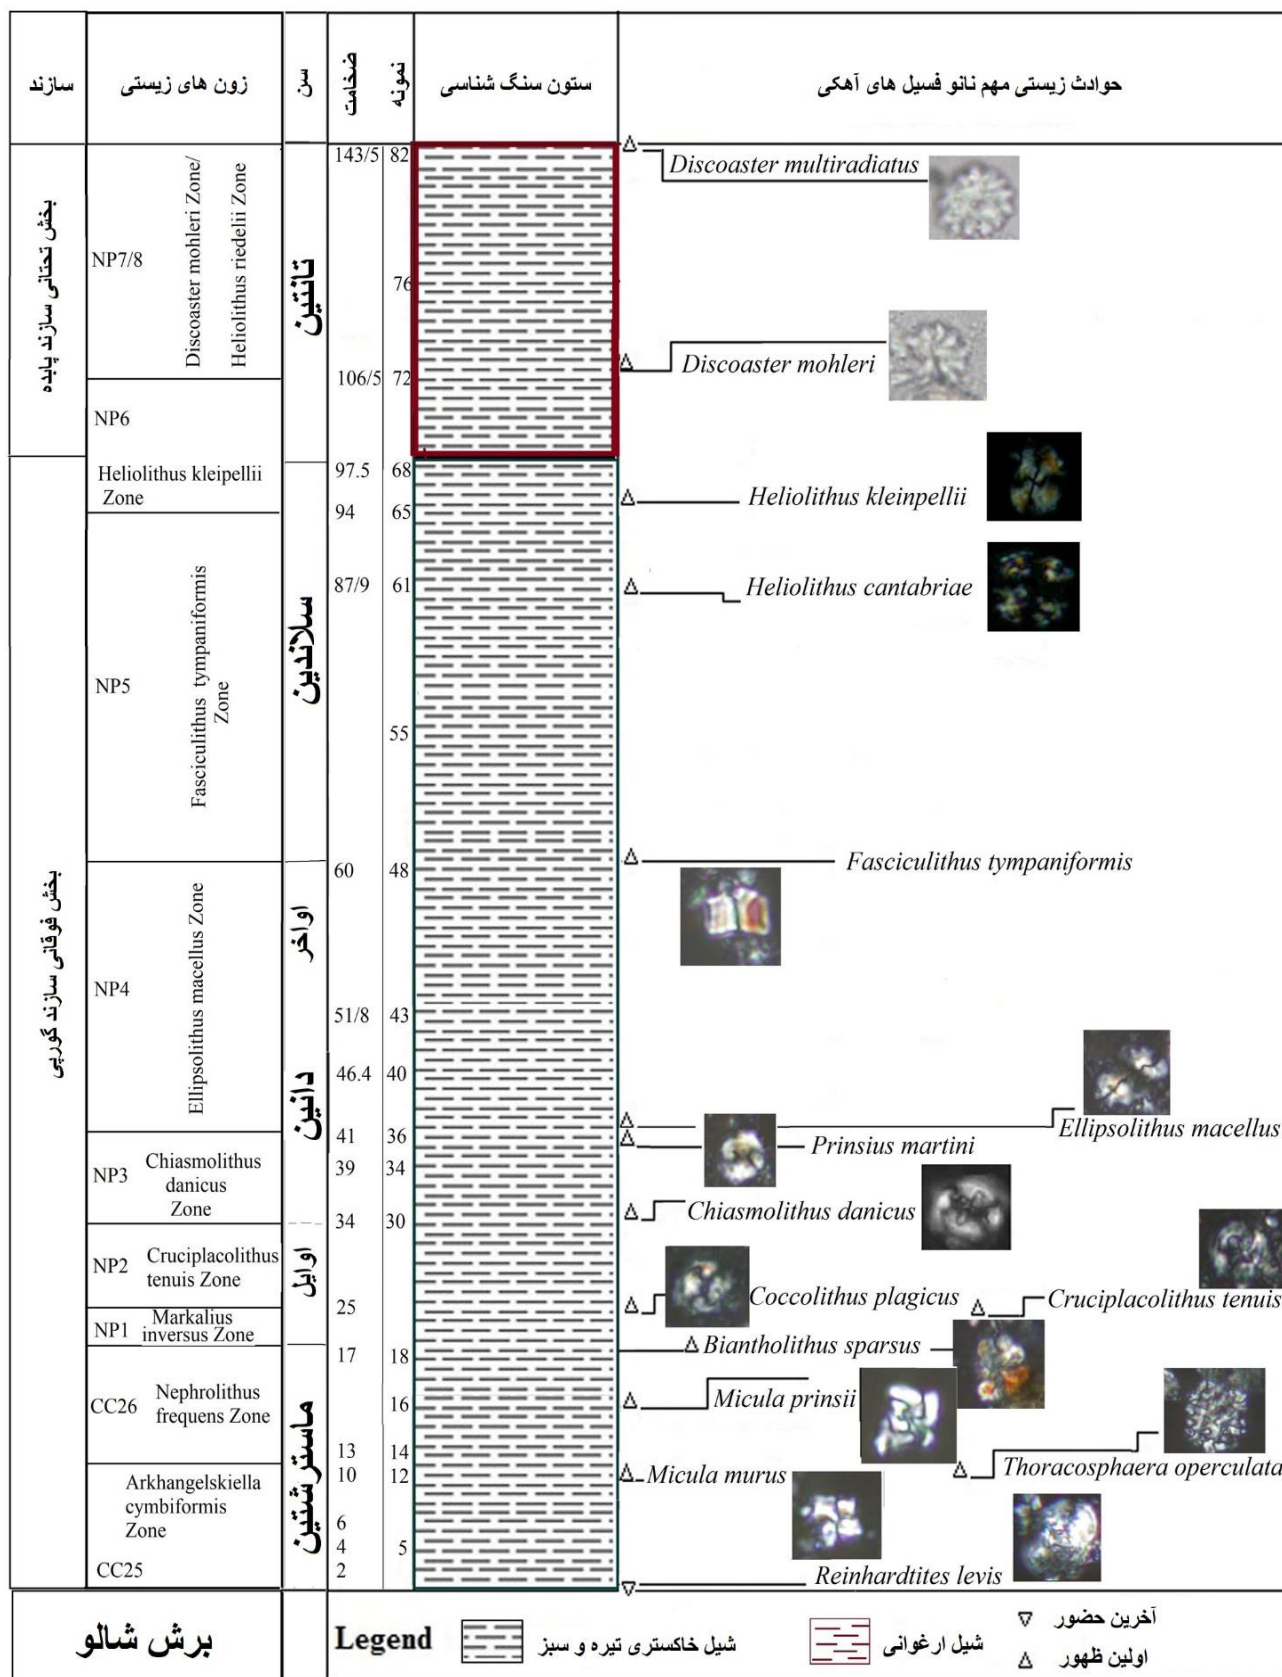 سازند
زون های زیستی
سن
ضخامت
نمونه
ستون سنگ شناسی
حوادث زیستی مهم نانو فسیل های آهکی
بخش تحتانی سازند پابده
بخش فوقانی سازند گورپی
NP7/8
Discoaster mohleri Zone/
Heliolithus riedelii Zone
NP6
Heliolithus kleipellii
Zone
NP5
Fasciculithus tympaniformis
Zone
NP4
Ellipsolithus macellus Zone
NP3
Chiasmolithus
danicus
Zone
NP2
Cruciplacolithus
tenuis Zone
NP1
Markalius
inversus Zone
CC26
Nephrolithus
frequens Zone
Arkhangelskiella
cymbiformis
Zone
CC25
تانتین
سلاندین
اواخر
دانین
اوایل
ماستر شتین
143/5
106/5
97.5
94
87/9
60
51/8
46.4
41
39
34
25
17
13
10
6
4
2
82
76
72
68
65
61
55
48
43
40
36
34
30
18
16
14
12
5
Discoaster multiradiatus
Discoaster mohleri
Heliolithus kleinpellii
Heliolithus cantabriae
Fasciculithus tympaniformis
Ellipsolithus macellus
Prinsius martini
Chiasmolithus danicus
Coccolithus plagicus
Cruciplacolithus tenuis
Biantholithus sparsus
Micula prinsii
Micula murus
Thoracosphaera operculata
Reinhardtites levis
برش شالو
Legend
شیل خاکستری تیره و سبز
شیل ارغوانی
آخرین حضور
اولین ظهور